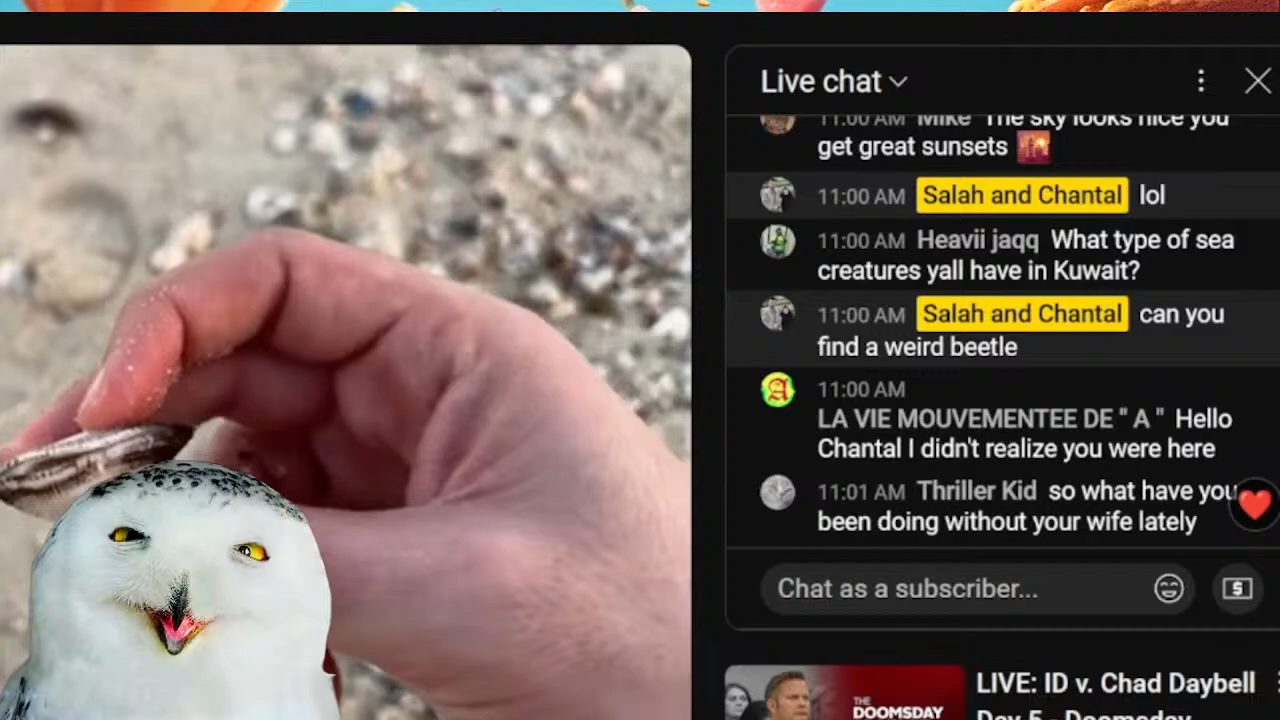 Live chat
11:00 AM Mike The sky looks nice you
get great sunsets
11:00 AM Salah and Chantal lol
11:00 AM Heavii jaqq What type of sea
creatures yall have in Kuwait?
11:00 AM Salah and Chantal can you
find a weird beetle
A
11:00 AM
LA VIE MOUVEMENTEE DE " A " Hello
Chantal I didn't realize you were here
11:01 AM Thriller Kid so what have you
been doing without your wife lately
Chat as a subscriber...
$
LIVE: ID v. Chad Daybell
THE
DOOMSDAY
Day 5 - Doomsday